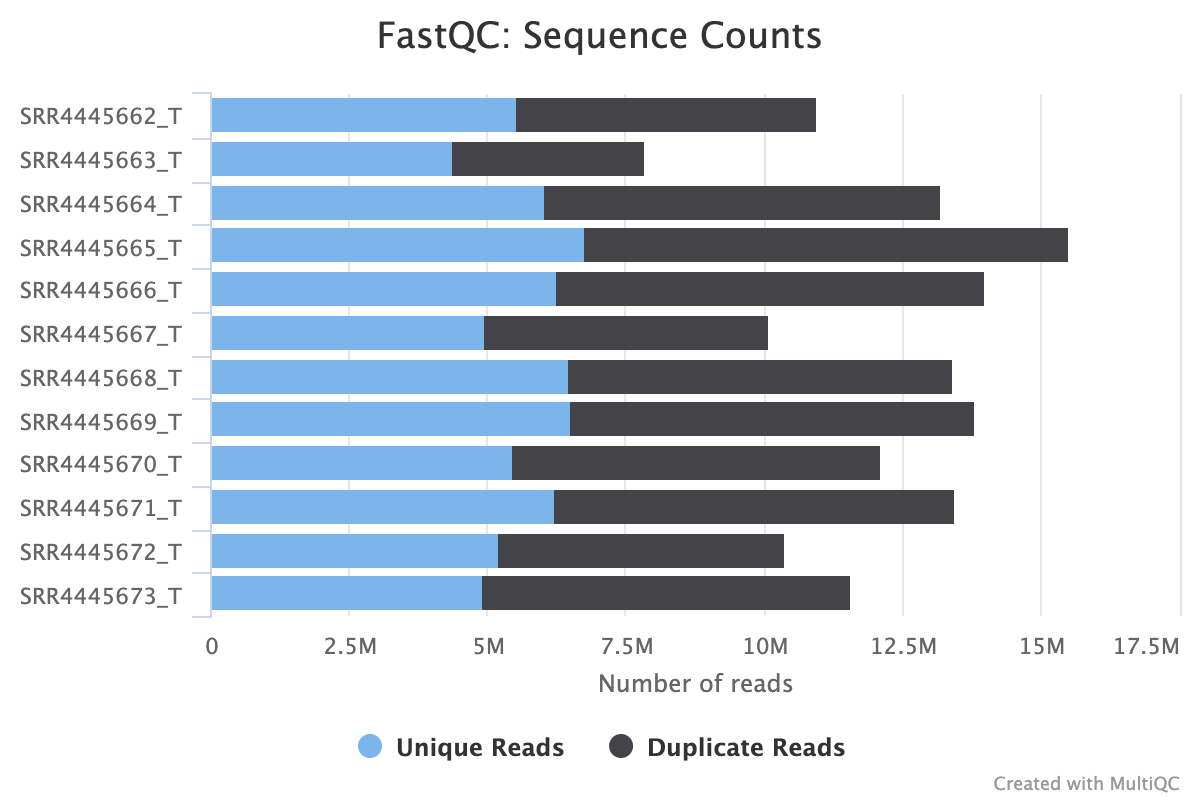 FastQC: Sequence Counts
SRR4445662_T
SRR4445663_T
SRR4445664_T
SRR4445665_T
SRR4445666_T
SRR4445667_T
SRR4445668_T
SRR4445669_T
SRR4445670_T
SRR4445671_T
SRR4445672_T
SRR4445673_T
0 2.5M 5M 7.5M 10M 12.5M 15M 17.5M
Number of reads
Unique Reads Duplicate Reads
Created with MultiQC